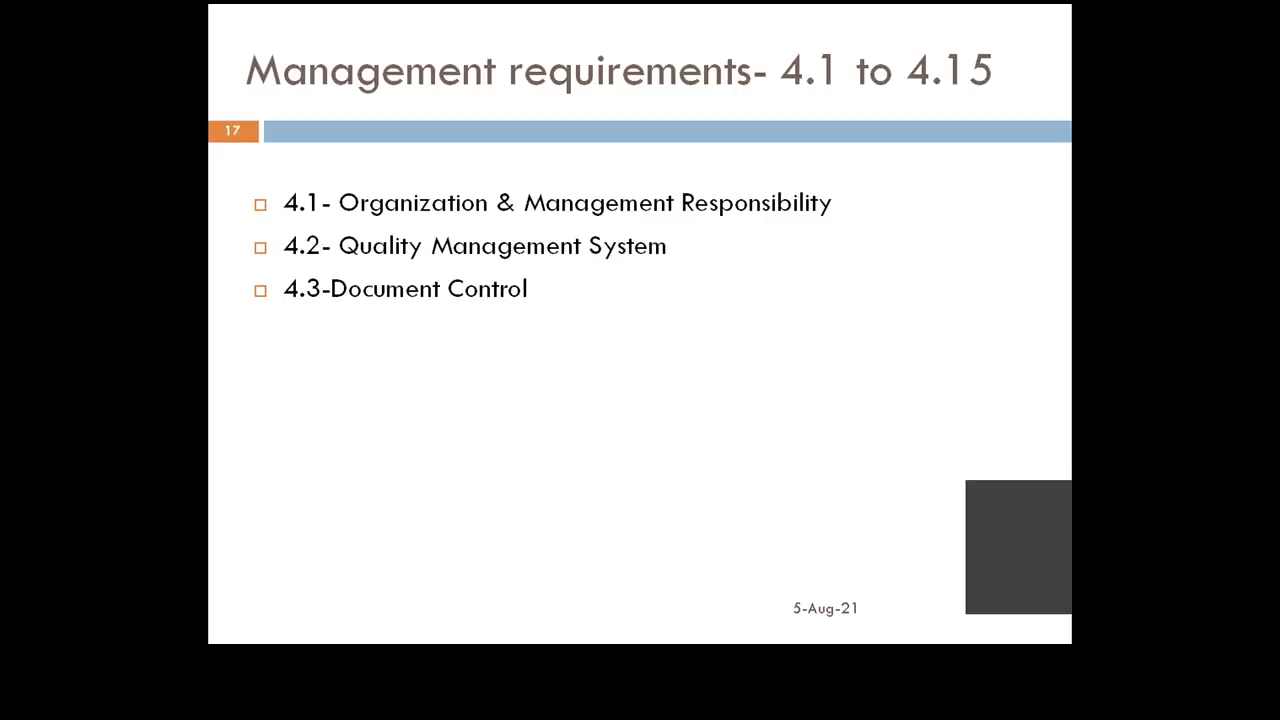 Management requirements- 4.1 to 4.15
17
4.1- Organization & Management Responsibility
4.2- Quality Management System
4.3-Document Control
5-Aug-21